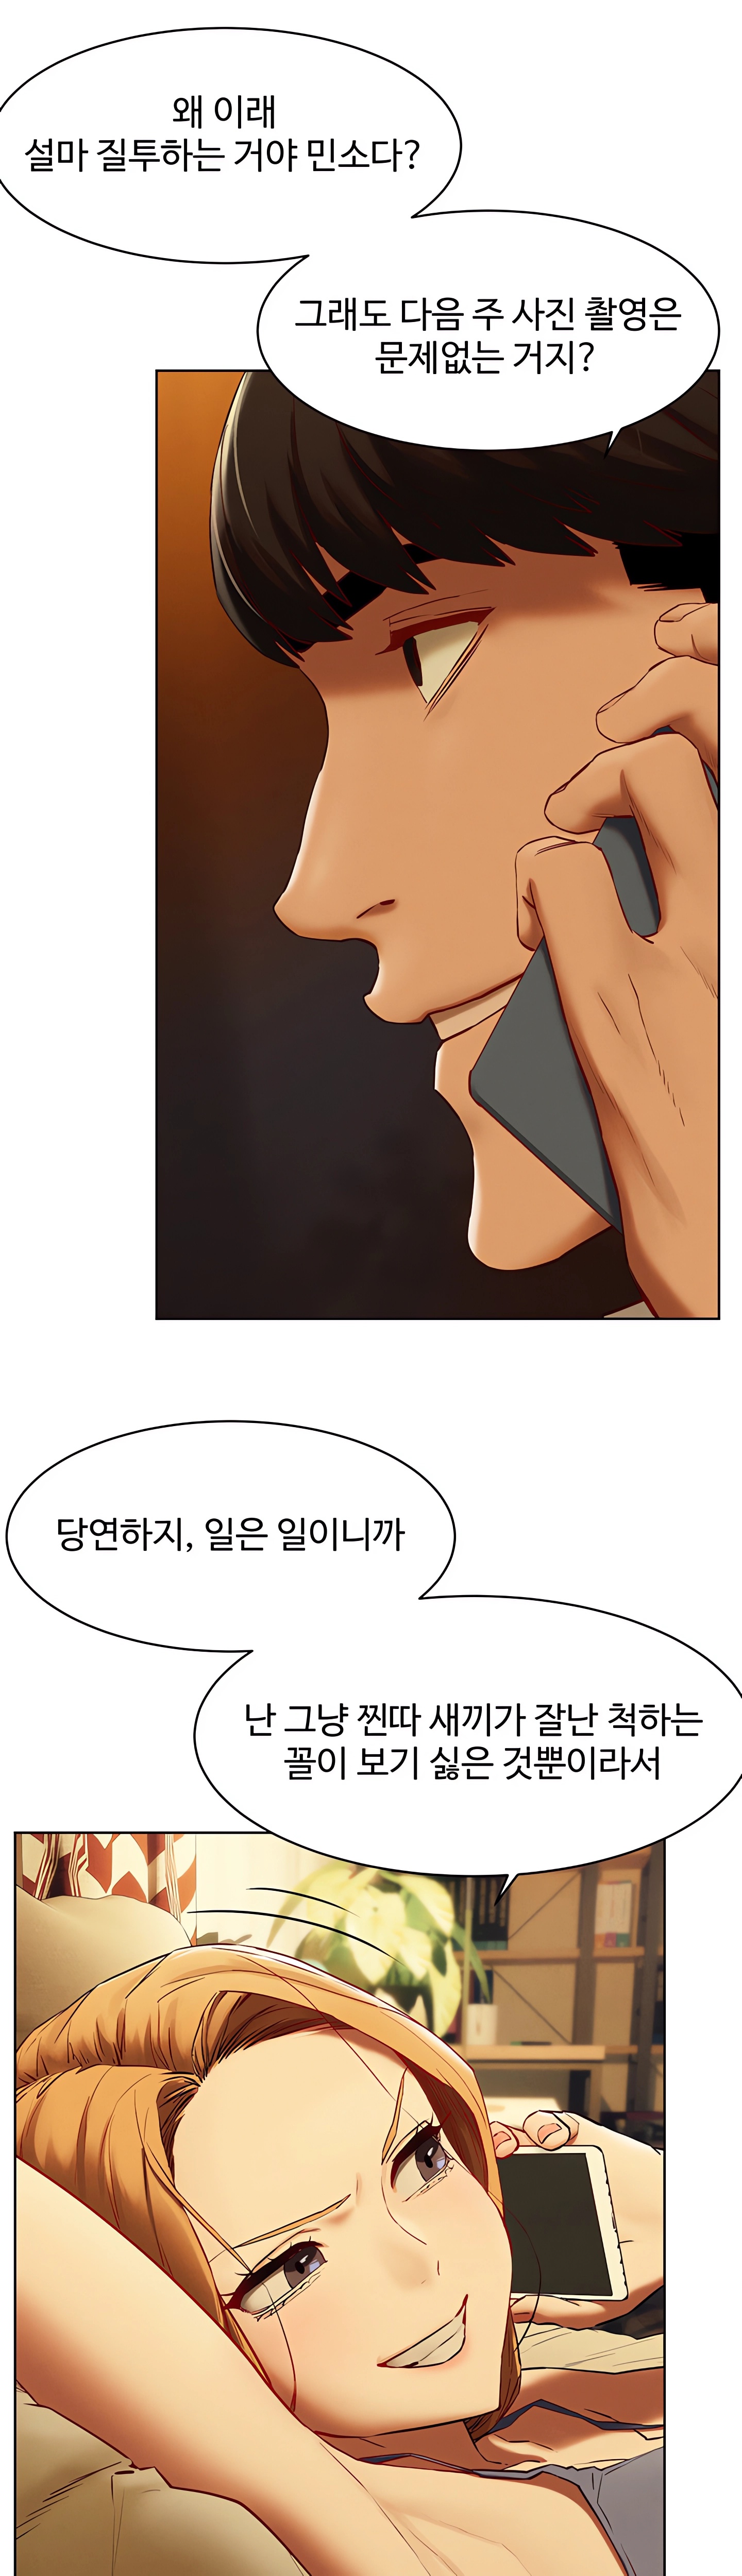 왜 이래
설마 질투하는 거야 민소다?
그래도 다음 주 사진 촬영은
문제없는 거지?
당연하지, 일은 일이니까
난 그냥 찐따 새끼가 잘난 척하는
꼴이 보기 싫은 것뿐이라서